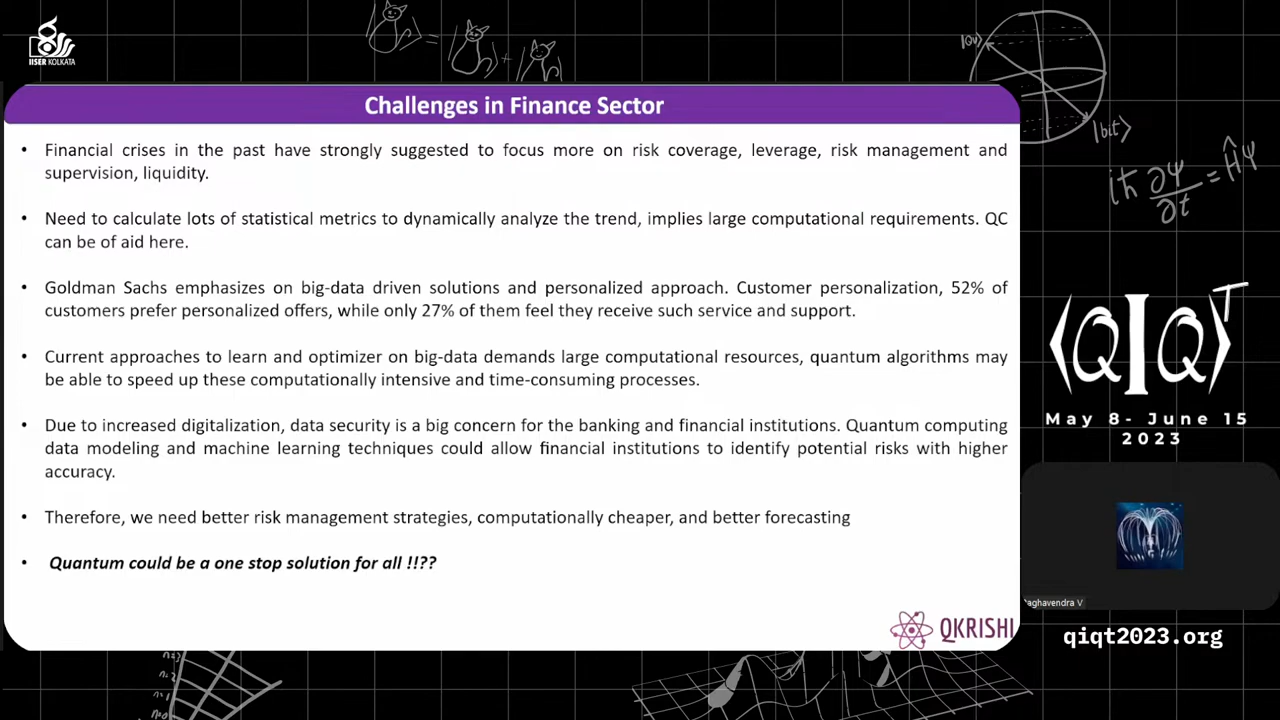 IISER KOLKATA
Challenges in Finance Sector
• Financial crises in the past have strongly suggested to focus more on risk coverage, leverage, risk management and
supervision, liquidity.
• Need to calculate lots of statistical metrics to dynamically analyze the trend, implies large computational requirements. QC
can be of aid here.
• Goldman Sachs emphasizes on big-data driven solutions and personalized approach. Customer personalization, 52% of
customers prefer personalized offers, while only 27% of them feel they receive such service and support.
• Current approaches to learn and optimizer on big-data demands large computational resources, quantum algorithms may
be able to speed up these computationally intensive and time-consuming processes.
• Due to increased digitalization, data security is a big concern for the banking and financial institutions. Quantum computing
data modeling and machine learning techniques could allow financial institutions to identify potential risks with higher
accuracy.
• Therefore, we need better risk management strategies, computationally cheaper, and better forecasting
• Quantum could be a one stop solution for all !!??
QKRISHI
|bit⟩
iħ ∂ψ/∂t = Ĥψ
⟨QIQ⟩T
May 8- June 15
2023
aghavendra V
qiqt2023.org
n=2
n=1
n=0